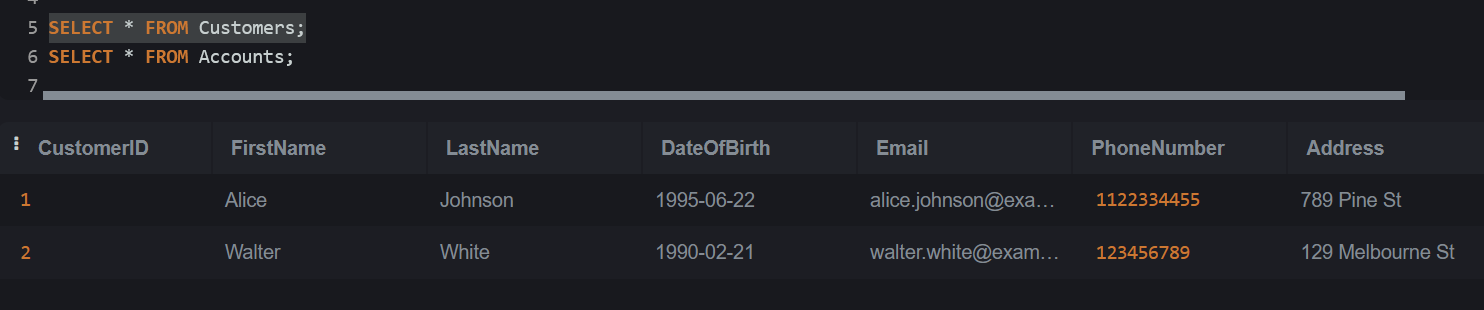 5 SELECT * FROM Customers;
6 SELECT * FROM Accounts;
7
CustomerID FirstName LastName DateOfBirth Email PhoneNumber Address
1 Alice Johnson 1995-06-22 alice.johnson@exa... 1122334455 789 Pine St
2 Walter White 1990-02-21 walter.white@exam... 123456789 129 Melbourne St